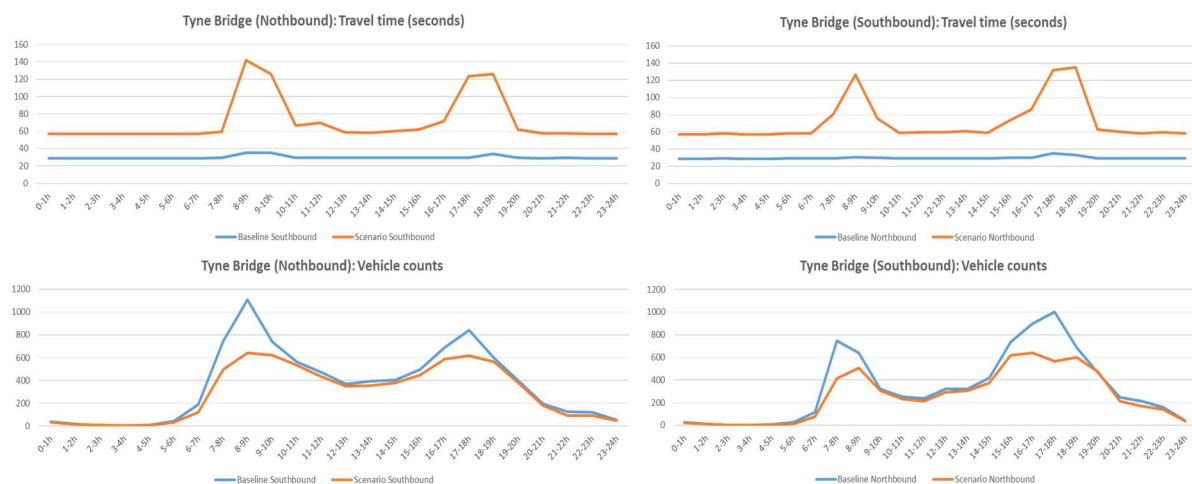 Tyne Bridge (Nothbound): Travel time (seconds)
160
140
120
100
80
60
40
20
0
0-1h 1-2h 2-3h 3-4h 4-5h 5-6h 6-7h 7-8h 8-9h 9-10h 10-11h 11-12h 12-13h 13-14h 14-15h 15-16h 16-17h 17-18h 18-19h 19-20h 20-21h 21-22h 22-23h 23-24h
Baseline Southbound Scenario Southbound
Tyne Bridge (Southbound): Travel time (seconds)
160
140
120
100
80
60
40
20
0
0-1h 1-2h 2-3h 3-4h 4-5h 5-6h 6-7h 7-8h 8-9h 9-10h 10-11h 11-12h 12-13h 13-14h 14-15h 15-16h 16-17h 17-18h 18-19h 19-20h 20-21h 21-22h 22-23h 23-24h
Baseline Northbound Scenario Northbound
Tyne Bridge (Nothbound): Vehicle counts
1200
1000
800
600
400
200
0
0-1h 1-2h 2-3h 3-4h 4-5h 5-6h 6-7h 7-8h 8-9h 9-10h 10-11h 11-12h 12-13h 13-14h 14-15h 15-16h 16-17h 17-18h 18-19h 19-20h 20-21h 21-22h 22-23h 23-24h
Baseline Southbound Scenario Southbound
Tyne Bridge (Southbound): Vehicle counts
1200
1000
800
600
400
200
0
0-1h 1-2h 2-3h 3-4h 4-5h 5-6h 6-7h 7-8h 8-9h 9-10h 10-11h 11-12h 12-13h 13-14h 14-15h 15-16h 16-17h 17-18h 18-19h 19-20h 20-21h 21-22h 22-23h 23-24h
Baseline Northbound Scenario Northbound